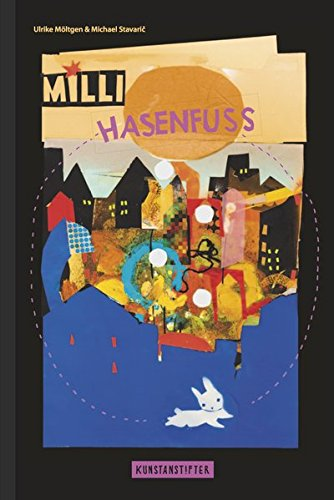 Ulrike Möltgen & Michael Stavarič
MILLI
HASENFUSS
KUNSTANSTIFTER